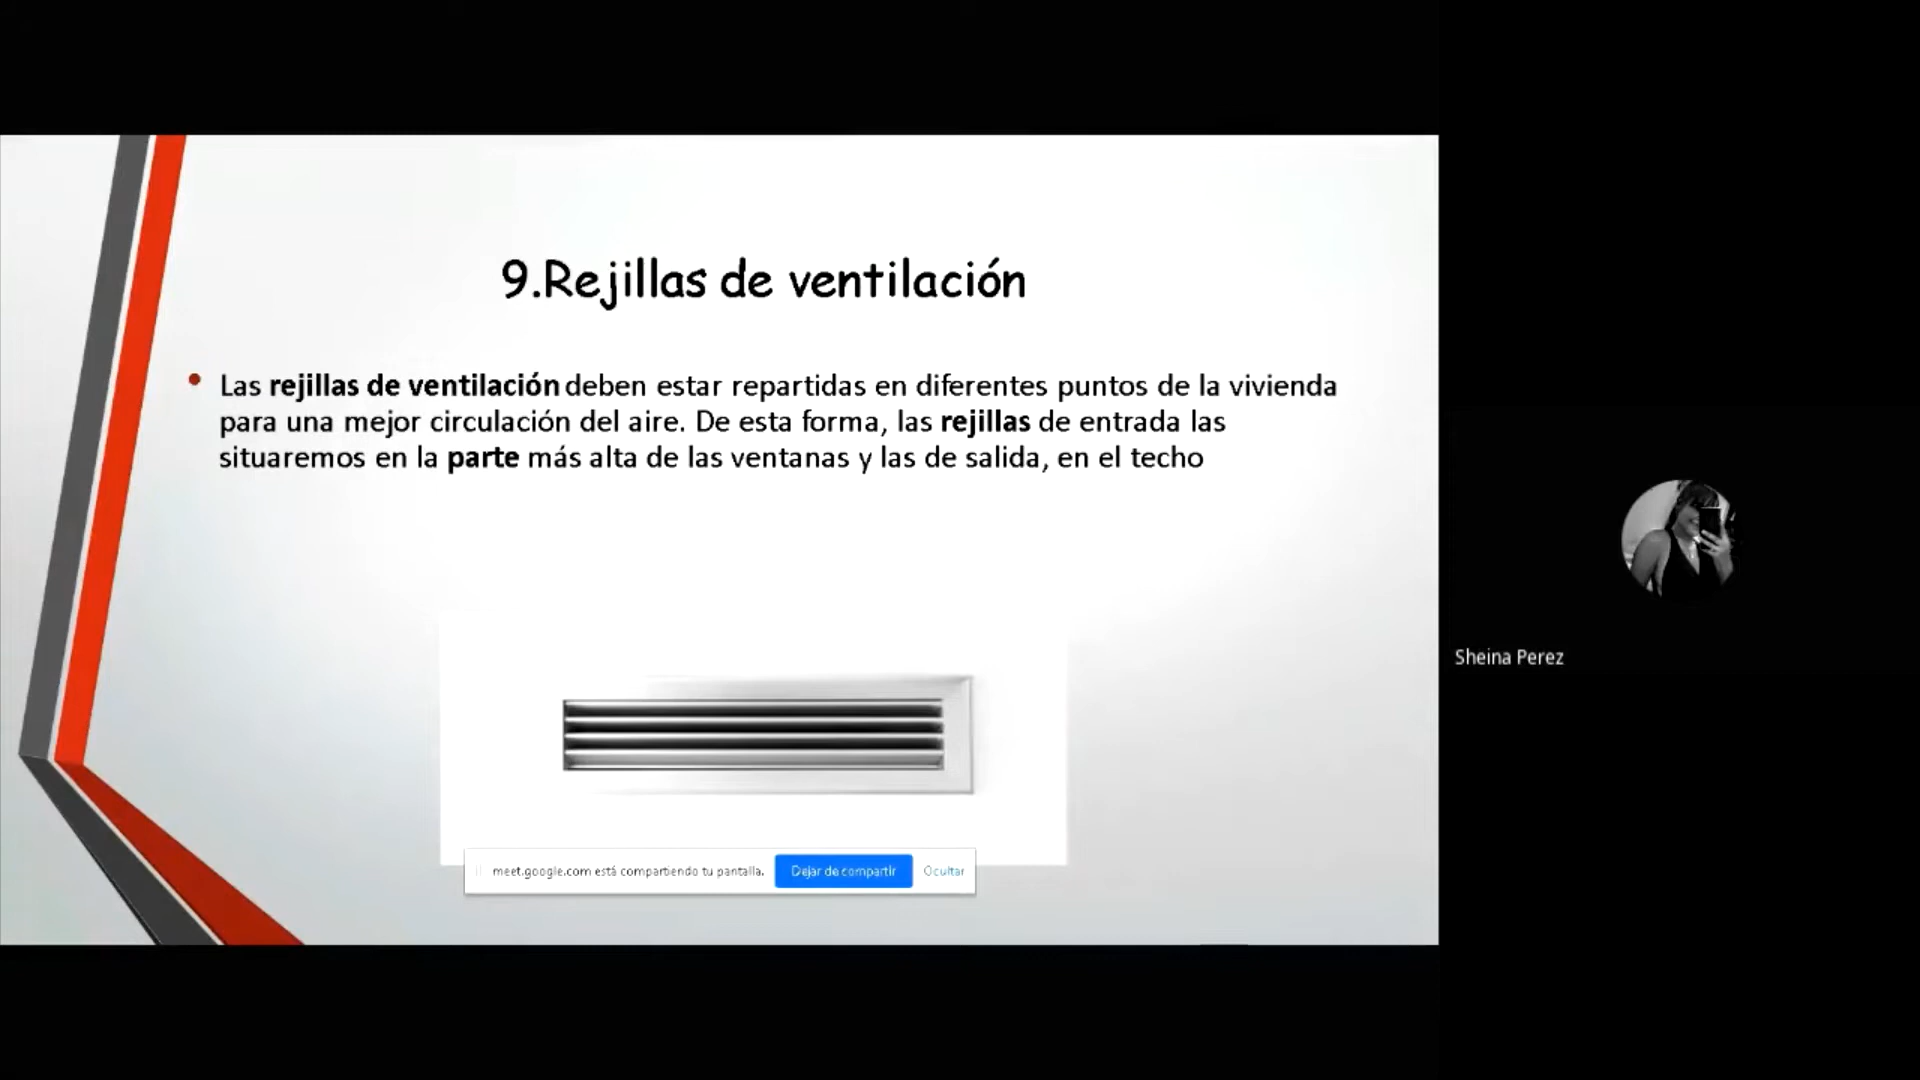 9.Rejillas de ventilación
• Las rejillas de ventilación deben estar repartidas en diferentes puntos de la vivienda
para una mejor circulación del aire. De esta forma, las rejillas de entrada las
situaremos en la parte más alta de las ventanas y las de salida, en el techo
meet.google.com está compartiendo tu pantalla. Dejar de compartir Ocultar
Sheina Perez